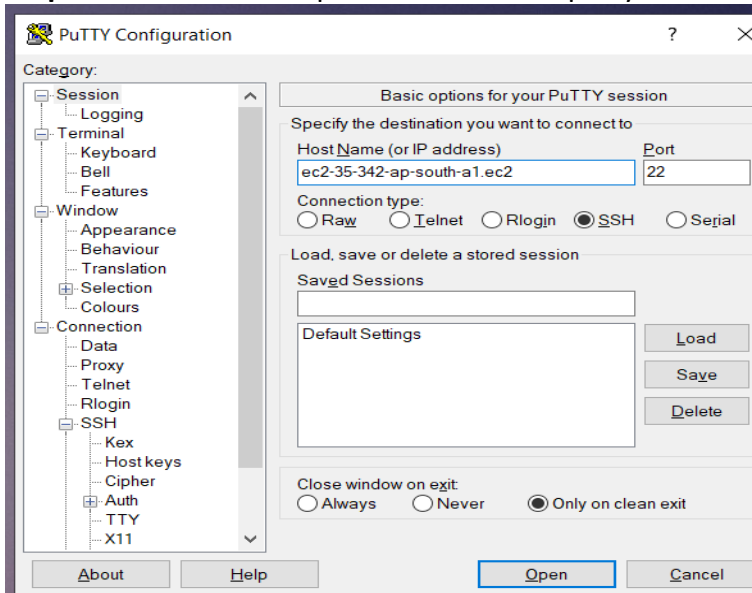 PuTTY Configuration
?
Category:
Session
Logging
Terminal
Keyboard
Bell
Features
Window
Appearance
Behaviour
Translation
Selection
Colours
Connection
Data
Proxy
Telnet
Rlogin
SSH
Kex
Host keys
Cipher
Auth
TTY
X11
Basic options for your PuTTY session
Specify the destination you want to connect to
Host Name (or IP address) Port
ec2-35-342-ap-south-a1.ec2 22
Connection type:
Raw Telnet Rlogin SSH Serial
Load, save or delete a stored session
Saved Sessions
Default Settings
Load
Save
Delete
Close window on exit:
Always Never Only on clean exit
About Help Open Cancel